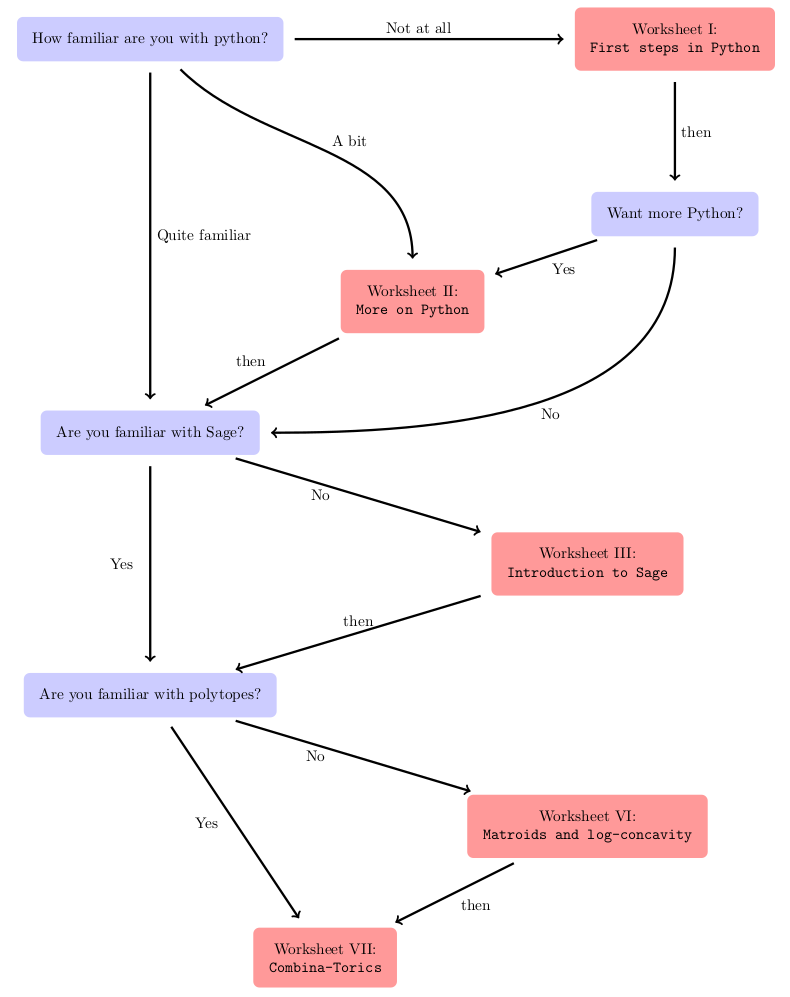 How familiar are you with python?
Not at all
Worksheet I:
First steps in Python
then
A bit
Want more Python?
Quite familiar
Yes
Worksheet II:
More on Python
then
No
Are you familiar with Sage?
No
Yes
Worksheet III:
Introduction to Sage
then
Are you familiar with polytopes?
No
Yes
Worksheet VI:
Matroids and log-concavity
then
Worksheet VII:
Combina-Torics